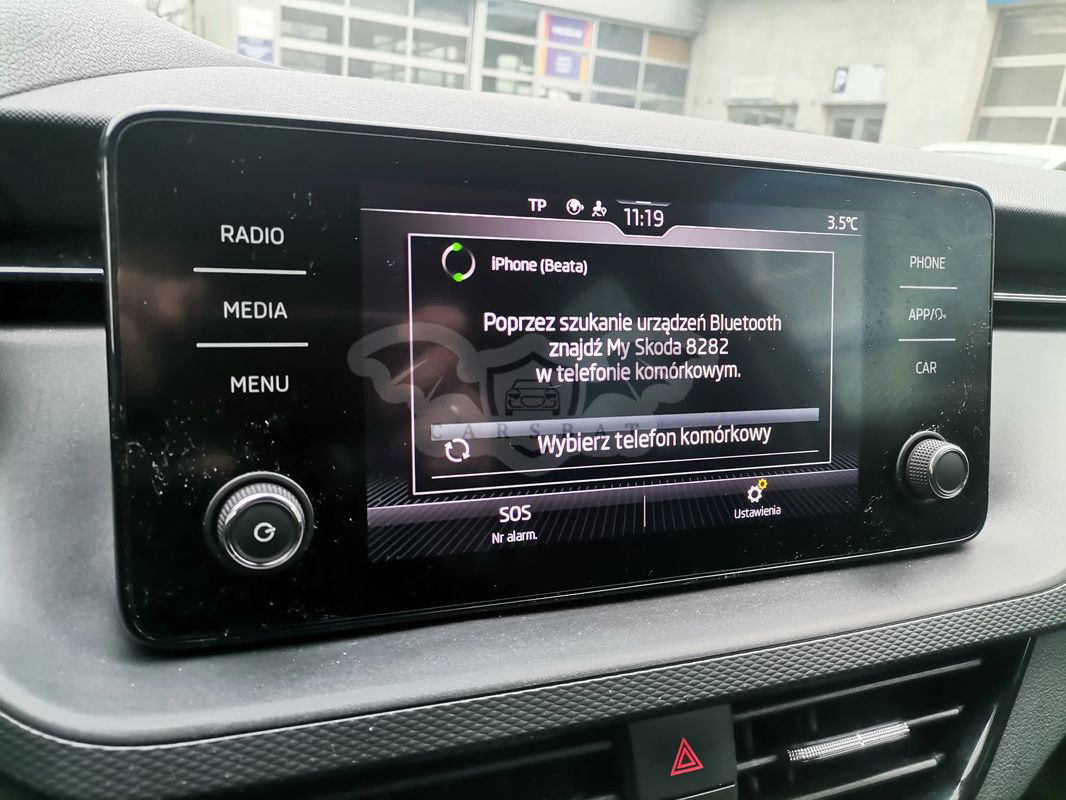 TP
11:19
3.5°C
RADIO
MEDIA
MENU
iPhone (Beata)
Poprzez szukanie urządzeń Bluetooth
znajdź My Skoda 8282
w telefonie komórkowym.
CARSBAT
Wybierz telefon komórkowy
SOS
Nr alarm.
Ustawienia
PHONE
APP/
CAR